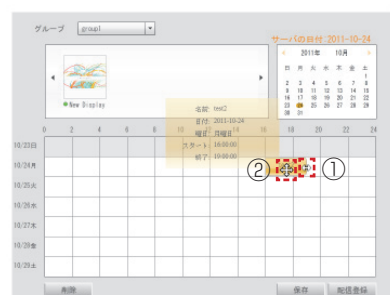 グループ group1
サーバの日付:2011-10-24
2011年 10月
日 月 火 水 木 金 土
1
2 3 4 5 6 7 8
9 10 11 12 13 14 15
16 17 18 19 20 21 22
23 24 25 26 27 28 29
30 31
New Display
名前: test2
日付: 2011-10-24
曜日: 月曜日
スタート: 18:00:00
終了: 19:00:00
0 2 4 6 8 10 16 18 20 22 24
10/23日
10/24月
② ①
10/25火
10/26水
10/27木
10/28金
10/29土
削除 保存 配信登録